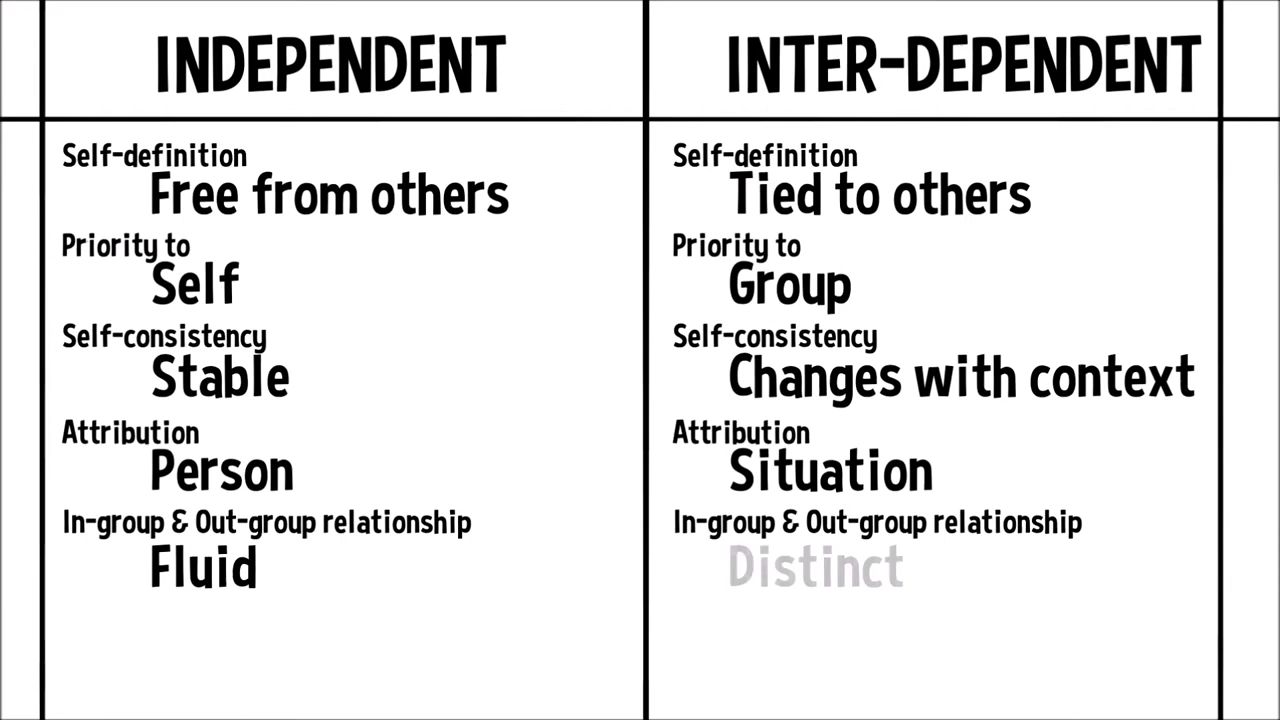 INDEPENDENT
Self-definition
Free from others
Priority to
Self
Self-consistency
Stable
Attribution
Person
In-group & Out-group relationship
Fluid
INTER-DEPENDENT
Self-definition
Tied to others
Priority to
Group
Self-consistency
Changes with context
Attribution
Situation
In-group & Out-group relationship
Distinct